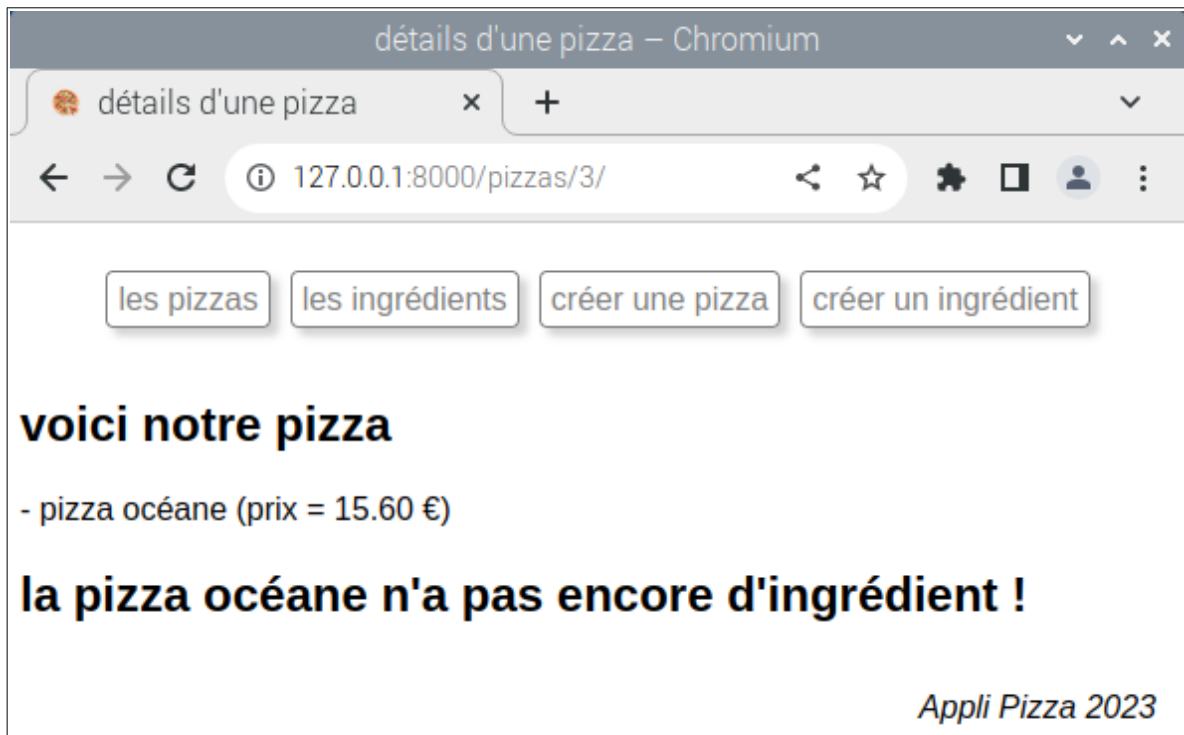 détails d'une pizza – Chromium
détails d'une pizza
127.0.0.1:8000/pizzas/3/
les pizzas les ingrédients créer une pizza créer un ingrédient
voici notre pizza
- pizza océane (prix = 15.60 €)
la pizza océane n'a pas encore d'ingrédient !
Appli Pizza 2023